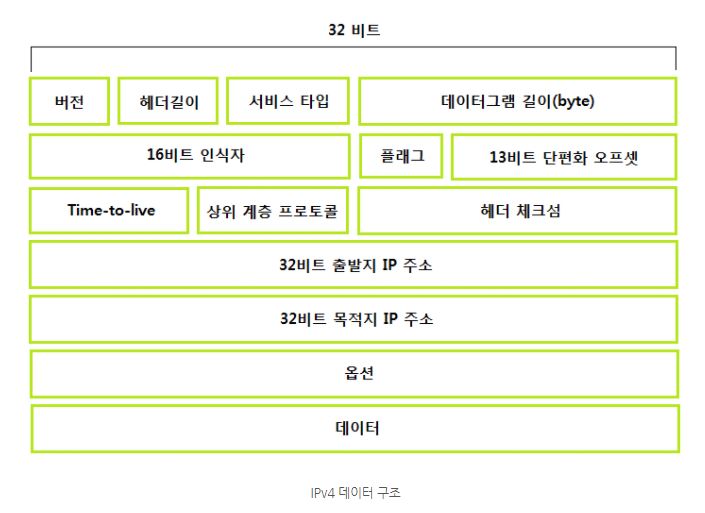 32 비트
버전 헤더길이 서비스 타입 데이터그램 길이(byte)
16비트 인식자 플래그 13비트 단편화 오프셋
Time-to-live 상위 계층 프로토콜 헤더 체크섬
32비트 출발지 IP 주소
32비트 목적지 IP 주소
옵션
데이터
IPv4 데이터 구조